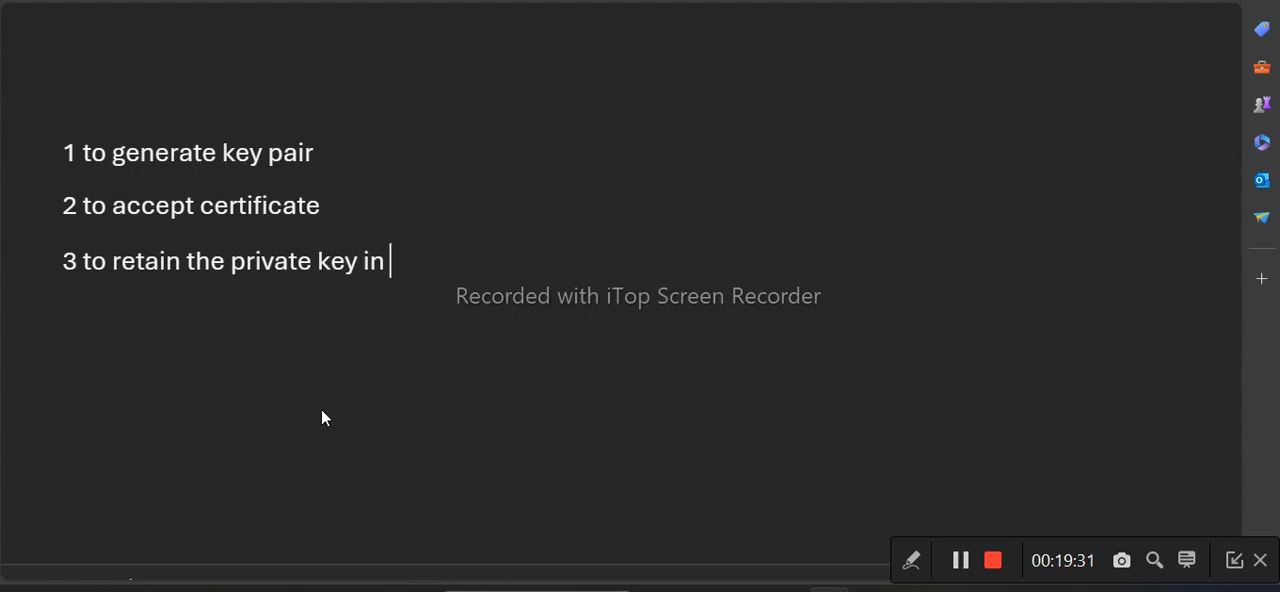 1 to generate key pair
2 to accept certificate
3 to retain the private key in
Recorded with iTop Screen Recorder
00:19:31